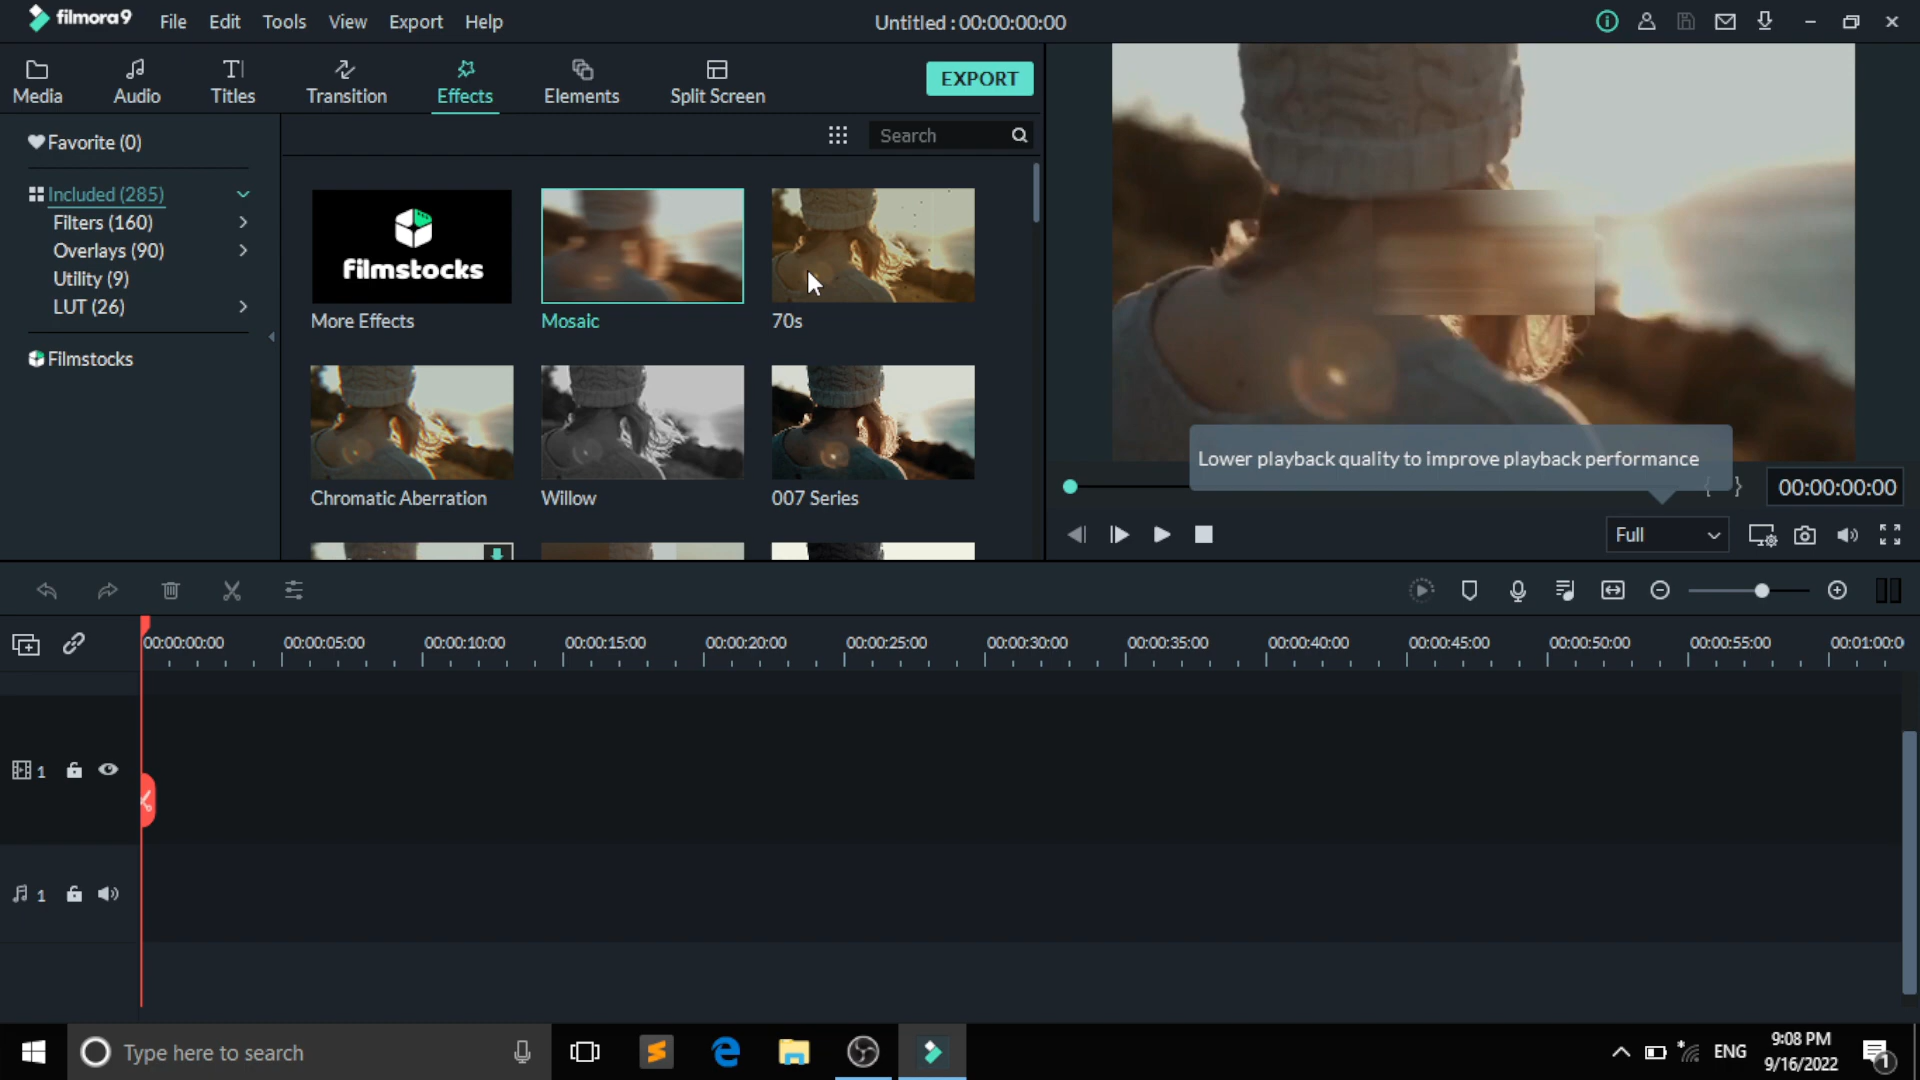 filmora9 File Edit Tools View Export Help Untitled : 00:00:00:00
Media Audio Titles Transition Effects Elements Split Screen EXPORT
Favorite (0)
Search
Included (285)
Filters (160)
Overlays (90)
Utility (9)
LUT (26)
Filmstocks
filmstocks
More Effects Mosaic 70s
Chromatic Aberration Willow 007 Series
Lower playback quality to improve playback performance
{ } 00:00:00:00
Full
00:00:00:00 00:00:05:00 00:00:10:00 00:00:15:00 00:00:20:00 00:00:25:00 00:00:30:00 00:00:35:00 00:00:40:00 00:00:45:00 00:00:50:00 00:00:55:00 00:01:00:0
1
1
Type here to search
ENG
9:08 PM
9/16/2022
1